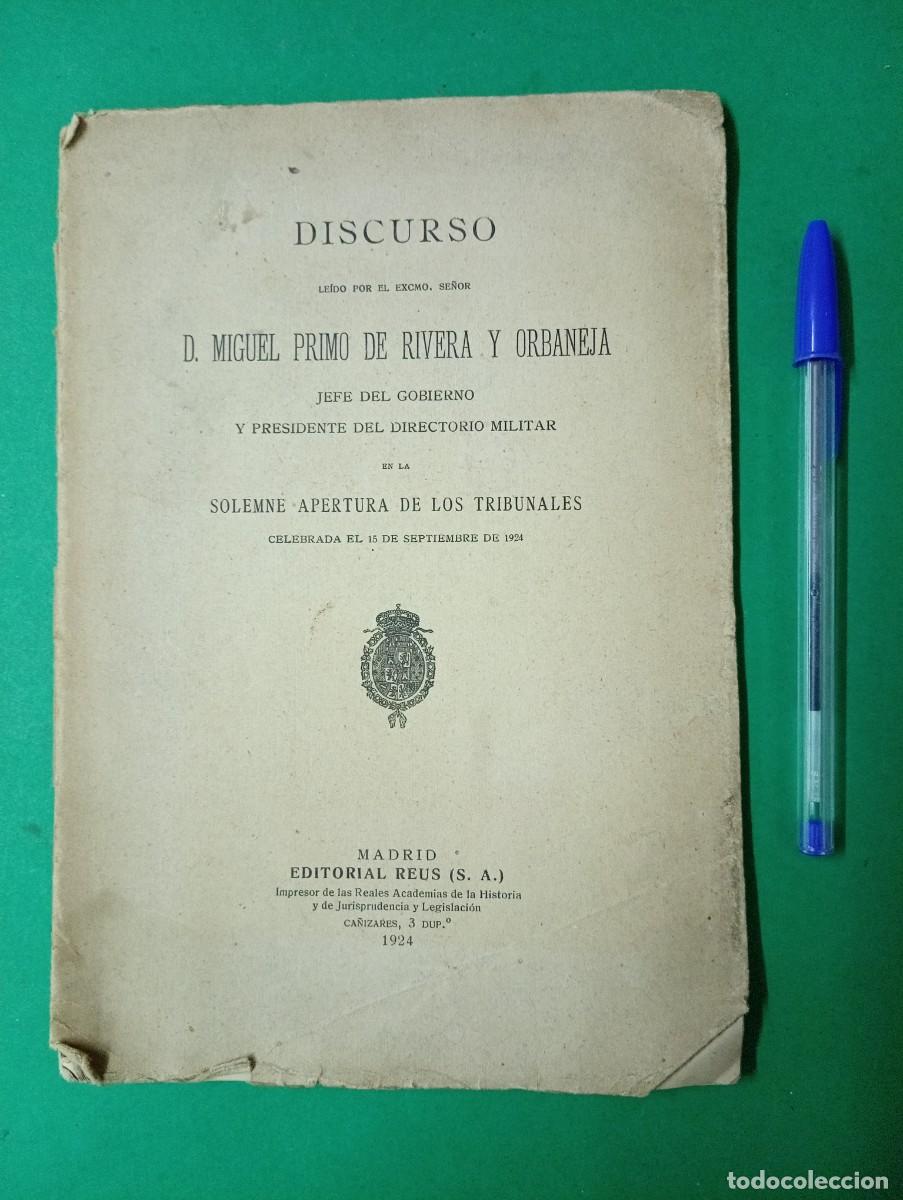 DISCURSO
LEÍDO POR EL EXCMO. SEÑOR
D. MIGUEL PRIMO DE RIVERA Y ORBANEJA
JEFE DEL GOBIERNO
Y PRESIDENTE DEL DIRECTORIO MILITAR
EN LA
SOLEMNE APERTURA DE LOS TRIBUNALES
CELEBRADA EL 15 DE SEPTIEMBRE DE 1924
MADRID
EDITORIAL REUS (S. A.)
Impresor de las Reales Academias de la Historia
y de Jurisprudencia y Legislación
CAÑIZARES, 3 DUP.º
1924
todocoleccion